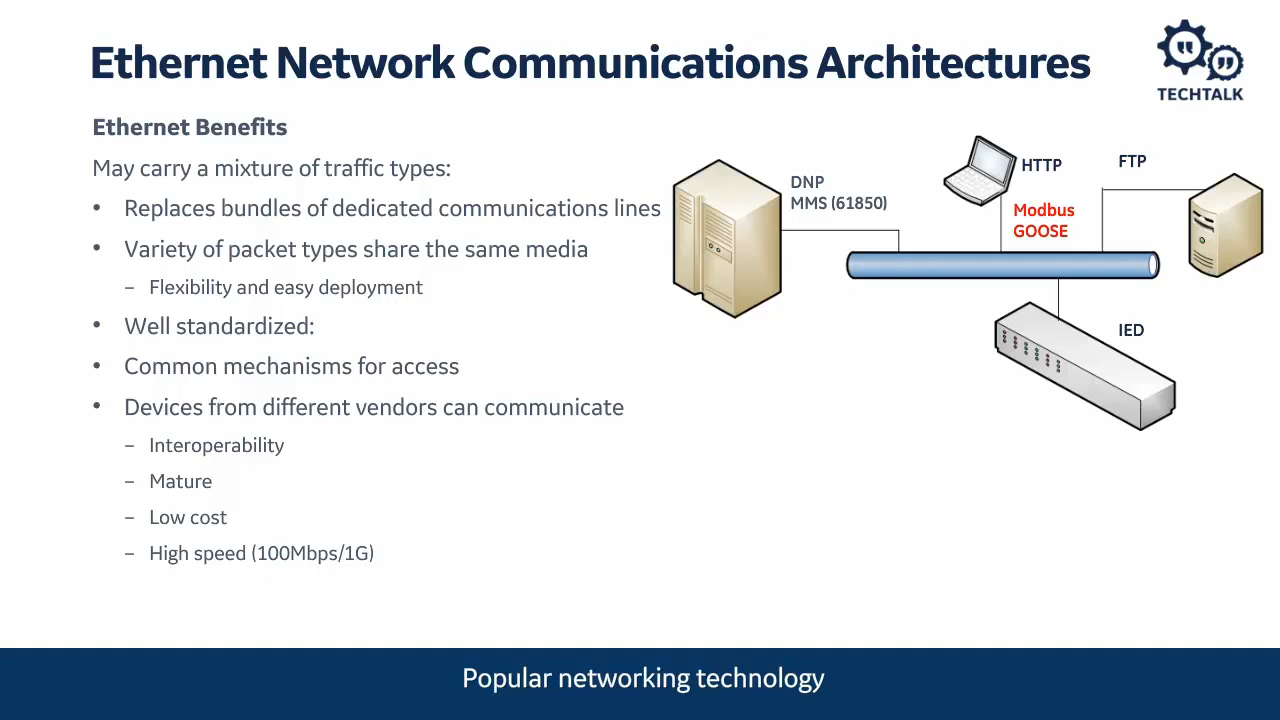 Ethernet Network Communications Architectures
TECHTALK
Ethernet Benefits
May carry a mixture of traffic types:
• Replaces bundles of dedicated communications lines
• Variety of packet types share the same media
– Flexibility and easy deployment
• Well standardized:
• Common mechanisms for access
• Devices from different vendors can communicate
– Interoperability
– Mature
– Low cost
– High speed (100Mbps/1G)
DNP
MMS (61850)
HTTP
FTP
Modbus
GOOSE
IED
Popular networking technology